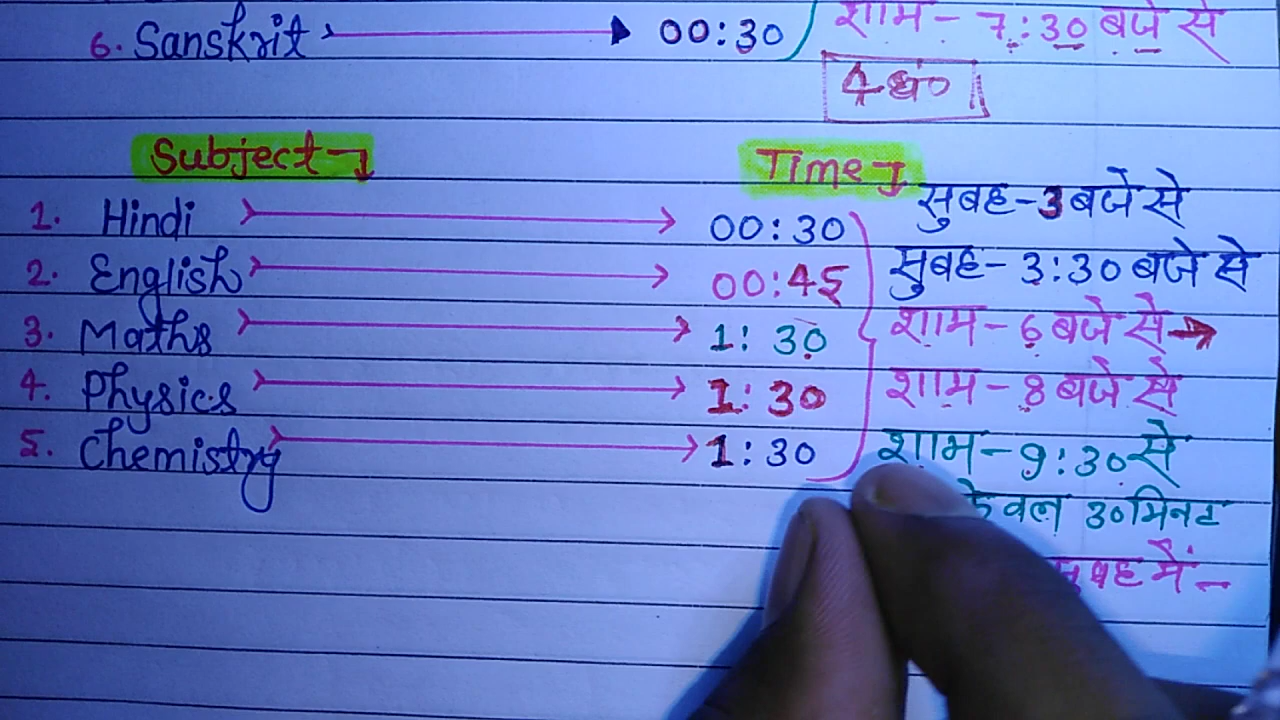 6. Sanskrit → 00:30 शाम - 7:30 बजे से
4 घं०
Subject Time
1. Hindi → 00:30 सुबह - 3 बजे से
2. English → 00:45 सुबह - 3:30 बजे से
3. Maths → 1:30 शाम - 6 बजे से →
4. Physics → 1:30 शाम - 8 बजे से
5. Chemistry → 1:30 शाम - 9:30 से
केवल 30 मिनट
सुबह में -